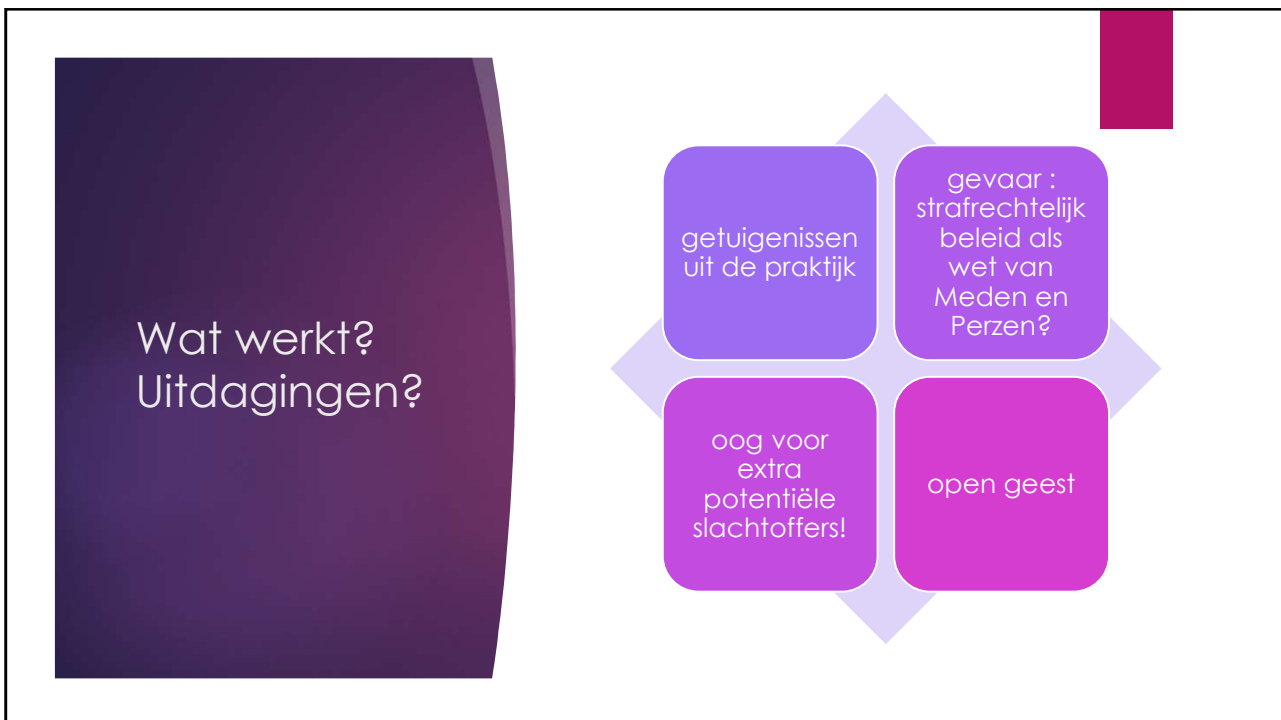 Wat werkt?
Uitdagingen?
getuigenissen
uit de praktijk
gevaar :
strafrechtelijk
beleid als
wet van
Meden en
Perzen?
oog voor
extra
potentiële
slachtoffers!
open geest